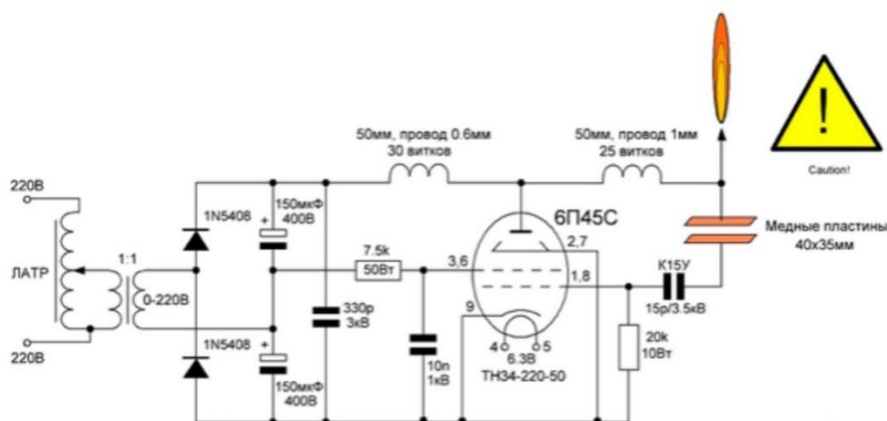 50мм, провод 0.6мм
30 витков
50мм, провод 1мм
25 витков
!
Caution!
220В
1N5408
150мкФ
400В
+
6П45С
2,7
Медные пластины
40x35мм
1:1
ЛАТР
0-220В
7.5k
50Вт
3,6
1,8
К15У
15р/3.5кВ
330р
3кВ
9
20k
10Вт
220В
1N5408
+
10n
1кВ
4
5
6.3В
ТН34-220-50
150мкФ
400В